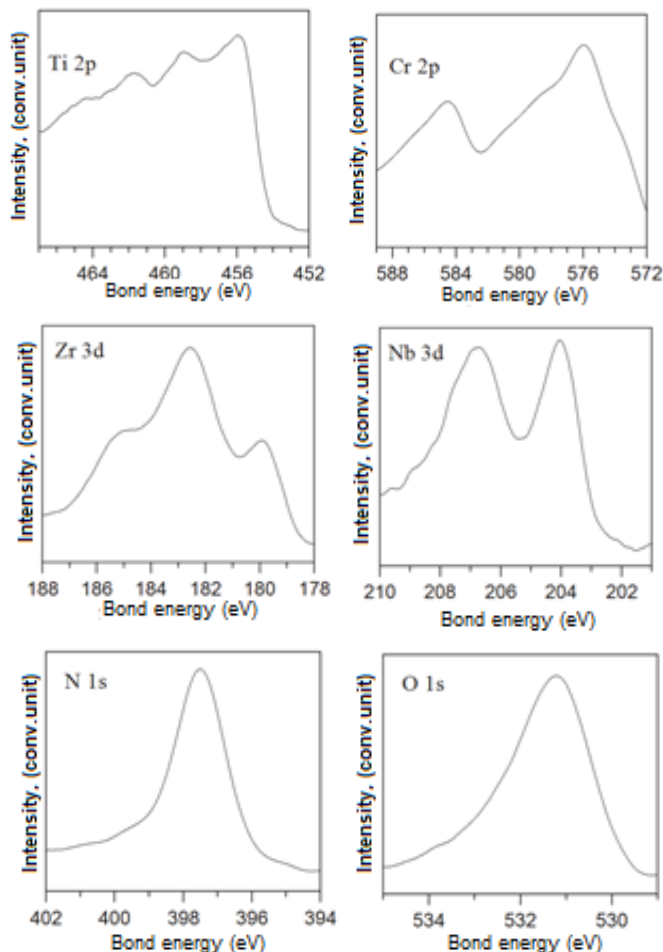 Ti 2p
Intensity, (conv.unit)
464 460 456 452
Bond energy (eV)
Cr 2p
Intensity, (conv.unit)
588 584 580 576 572
Bond energy (eV)
Zr 3d
Intensity, (conv.unit)
188 186 184 182 180 178
Bond energy (eV)
Nb 3d
Intensity, (conv.unit)
210 208 206 204 202
Bond energy (eV)
N 1s
Intensity, (conv.unit)
402 400 398 396 394
Bond energy (eV)
O 1s
Intensity, (conv.unit)
534 532 530
Bond energy (eV)